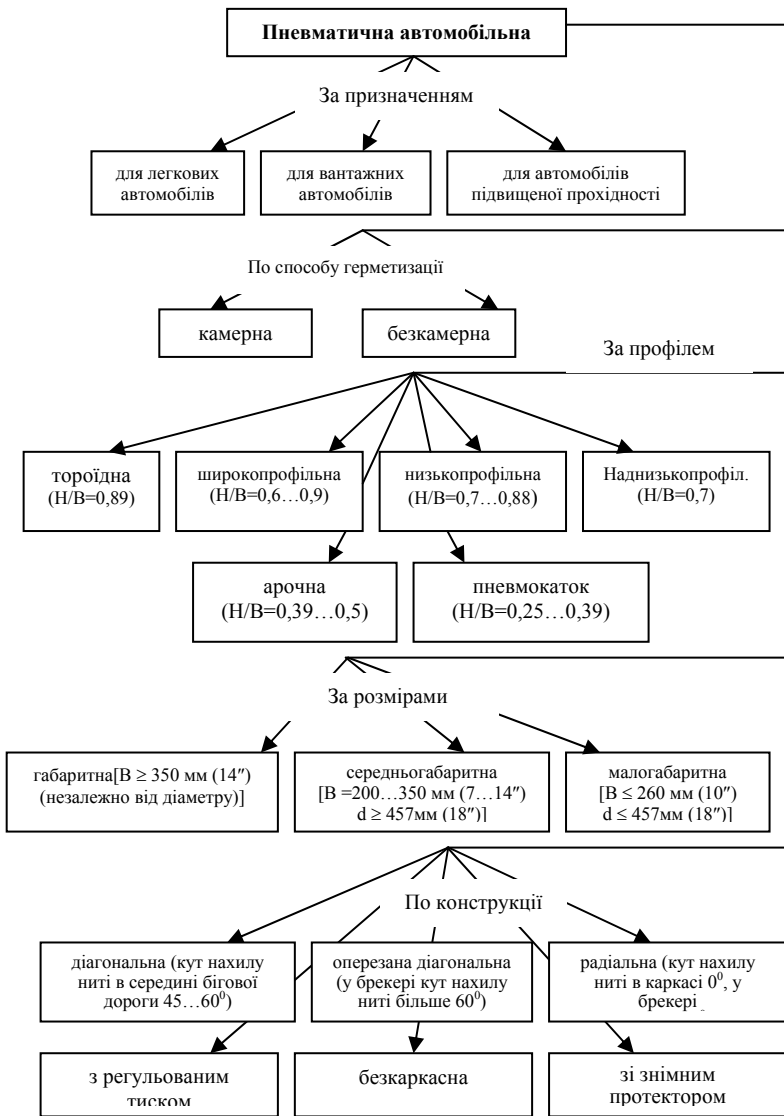 Пневматична автомобільна
За призначенням
для легкових
автомобілів
для вантажних
автомобілів
для автомобілів
підвищеної прохідності
По способу герметизації
камерна
безкамерна
За профілем
тороїдна
(Н/В=0,89)
широкопрофільна
(Н/В=0,6…0,9)
низькопрофільна
(Н/В=0,7…0,88)
Наднизькопрофіл.
(Н/В=0,7)
арочна
(Н/В=0,39…0,5)
пневмокаток
(Н/В=0,25…0,39)
За розмірами
габаритна[В ≥ 350 мм (14″)
(незалежно від діаметру)]
середньогабаритна
[В =200…350 мм (7…14″)
d ≥ 457мм (18″)]
малогабаритна
[В ≤ 260 мм (10″)
d ≤ 457мм (18″)]
По конструкції
діагональна (кут нахилу
ниті в середині бігової
дороги 45…60⁰)
оперезана діагональна
(у брекері кут нахилу
ниті більше 60⁰)
радіальна (кут нахилу
ниті в каркасі 0⁰, у
брекері
з регульованим
тиском
безкаркасна
зі знімним
протектором